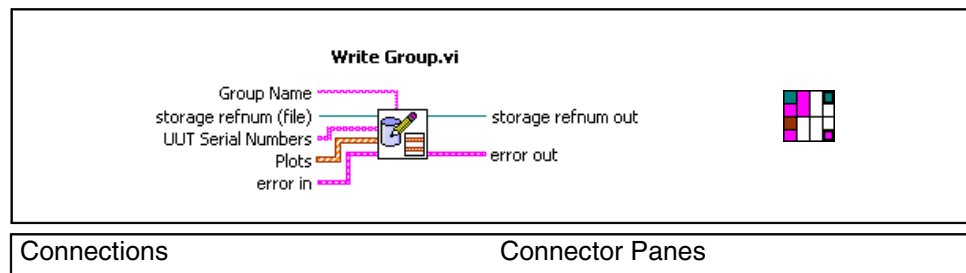 Write Group.vi
Group Name
storage refnum (file)
storage refnum out
UUT Serial Numbers
Plots
error out
error in
Connections
Connector Panes